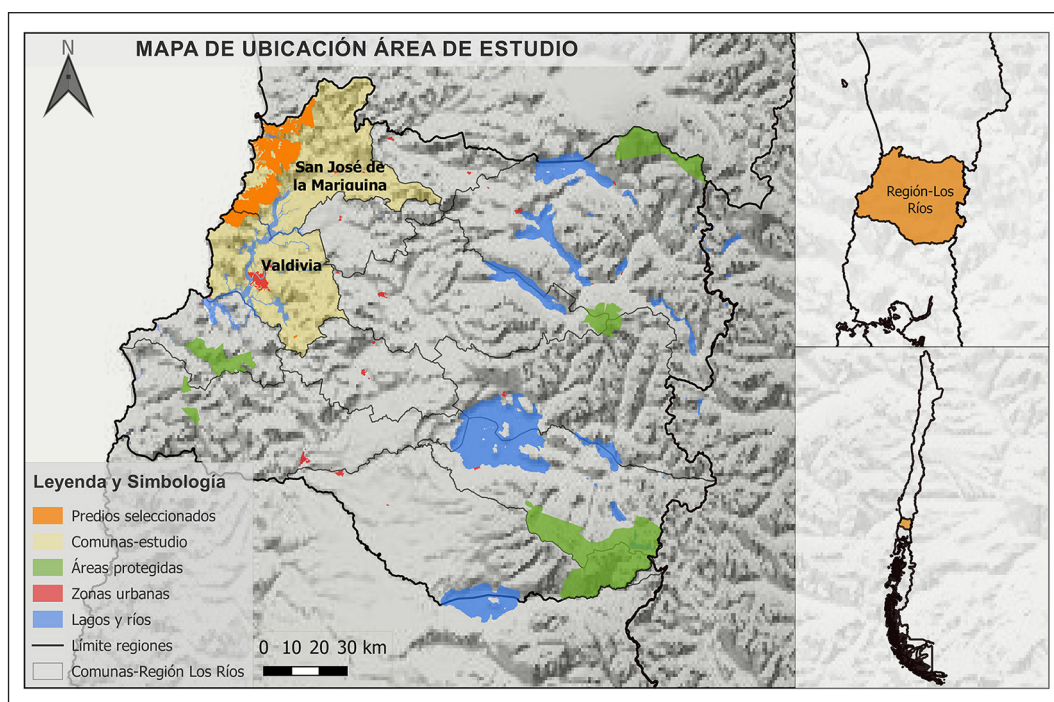 MAPA DE UBICACIÓN ÁREA DE ESTUDIO
N
San José de
la Mariquina
Valdivia
Región-Los
Ríos
Leyenda y Simbología
Predios seleccionados
Comunas-estudio
Áreas protegidas
Zonas urbanas
Lagos y ríos
Límite regiones
Comunas-Región Los Ríos
0 10 20 30 km